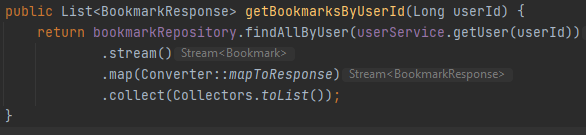 public List<BookmarkResponse> getBookmarksByUserId(Long userId) {
return bookmarkRepository.findAllByUser(userService.getUser(userId))
.stream() Stream<Bookmark>
.map(Converter::mapToResponse) Stream<BookmarkResponse>
.collect(Collectors.toList());
}